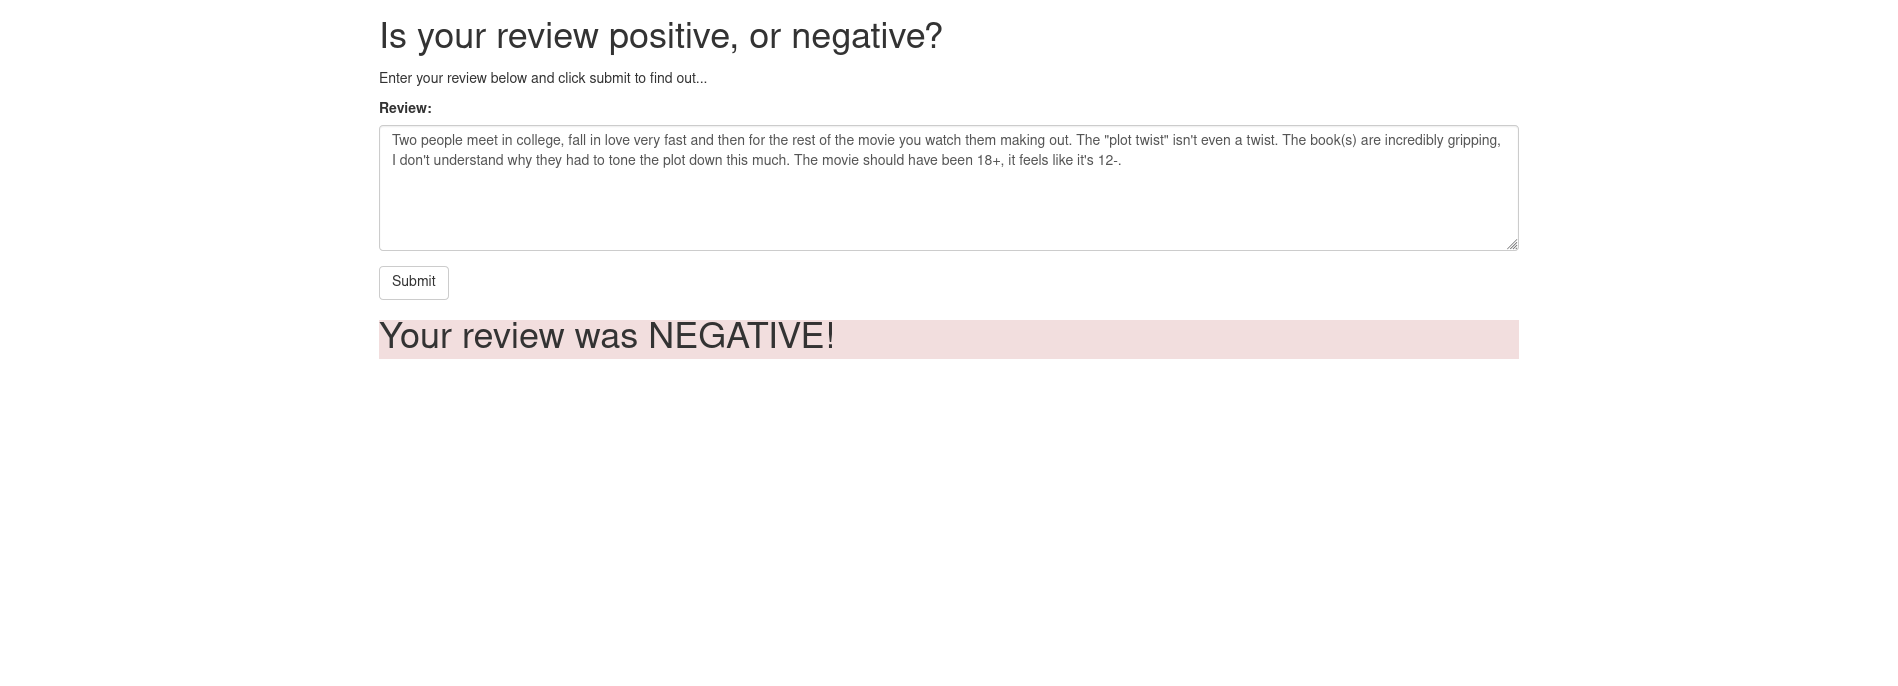 Is your review positive, or negative?
Enter your review below and click submit to find out...
Review:
Two people meet in college, fall in love very fast and then for the rest of the movie you watch them making out. The "plot twist" isn't even a twist. The book(s) are incredibly gripping,
I don't understand why they had to tone the plot down this much. The movie should have been 18+, it feels like it's 12-.
Submit
Your review was NEGATIVE!